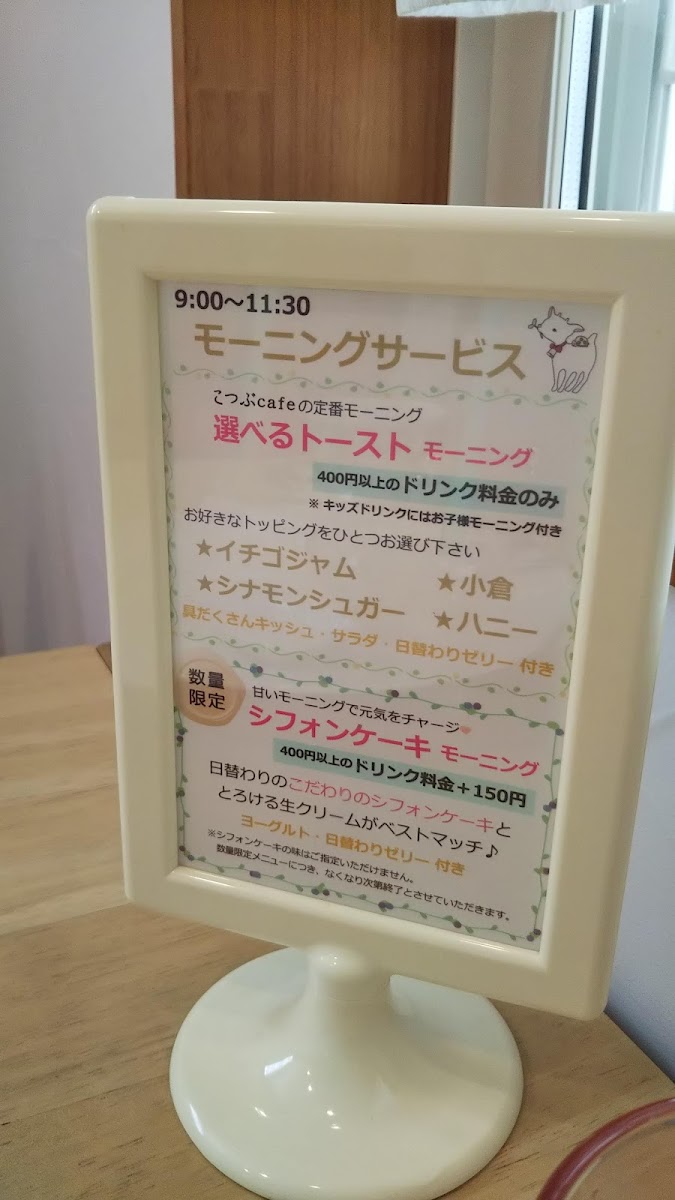 9:00～11:30
モーニングサービス
こつぶcafeの定番モーニング
選べるトースト モーニング
400円以上のドリンク料金のみ
※ キッズドリンクにはお子様モーニング付き
お好きなトッピングをひとつお選び下さい
★イチゴジャム ★小倉
★シナモンシュガー ★ハニー
具だくさんキッシュ・サラダ・日替わりゼリー 付き
数量
限定
甘いモーニングで元気をチャージ
シフォンケーキ モーニング
400円以上のドリンク料金＋150円
日替わりのこだわりのシフォンケーキと
とろける生クリームがベストマッチ♪
ヨーグルト・日替わりゼリー 付き
※シフォンケーキの味はご指定いただけません。
数量限定メニューにつき、なくなり次第終了とさせていただきます。